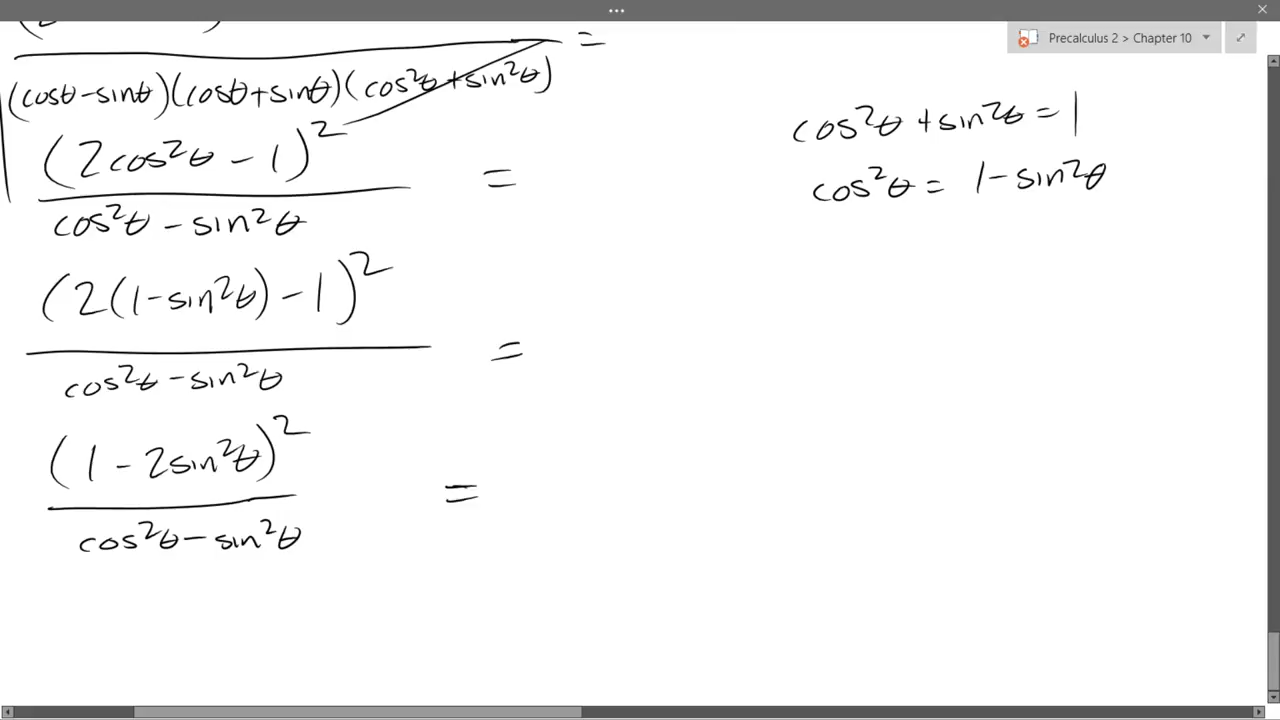 Precalculus 2 > Chapter 10
=
(cosθ-sinθ)(cosθ+sinθ)(cos²θ+sin²θ)
(2cos²θ - 1)²
=
cos²θ - sin²θ
(2(1-sin²θ) - 1)²
=
cos²θ - sin²θ
(1 - 2sin²θ)²
=
cos²θ - sin²θ
cos²θ + sin²θ = 1
cos²θ = 1 - sin²θ